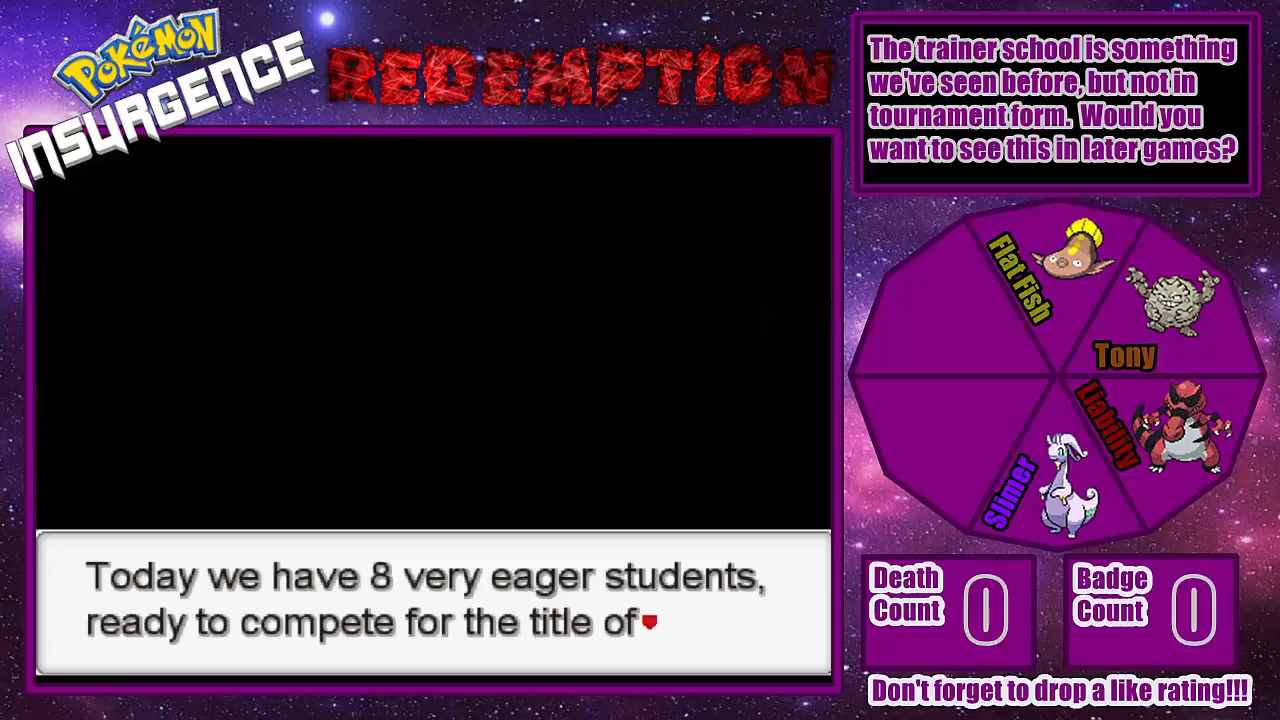 POKéMON
INSURGENCE
REDEMPTION
The trainer school is something
we've seen before, but not in
tournament form. Would you
want to see this in later games?
Flat Fish
Tony
Liability
Slimer
Today we have 8 very eager students,
ready to compete for the title of
Death
Count
0
Badge
Count
0
Don't forget to drop a like rating!!!